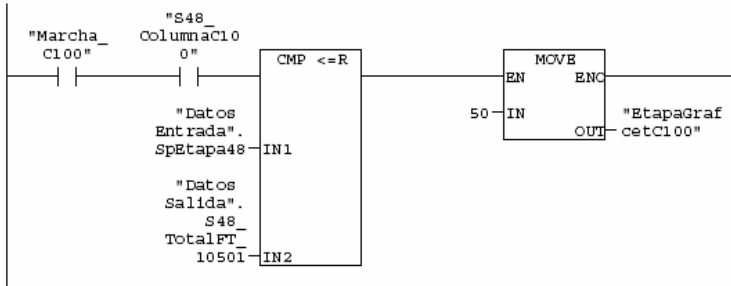 "S48_
"Marcha_
C100"
ColumnaC10
0"
CMP <=R
MOVE
EN
ENO
"Datos
Entrada".
SpEtapa48
IN1
50
IN
"EtapaGraf
OUT
cetC100"
"Datos
Salida".
S48_
TotalFT_
10501
IN2